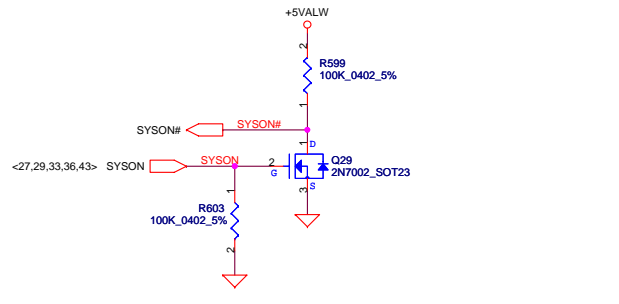 +5VALW
2
R599
100K_0402_5%
1
SYSON#
SYSON#
1
D
Q29
2N7002_SOT23
<27,29,33,36,43>
SYSON
SYSON
2
G
S
3
1
R603
100K_0402_5%
2